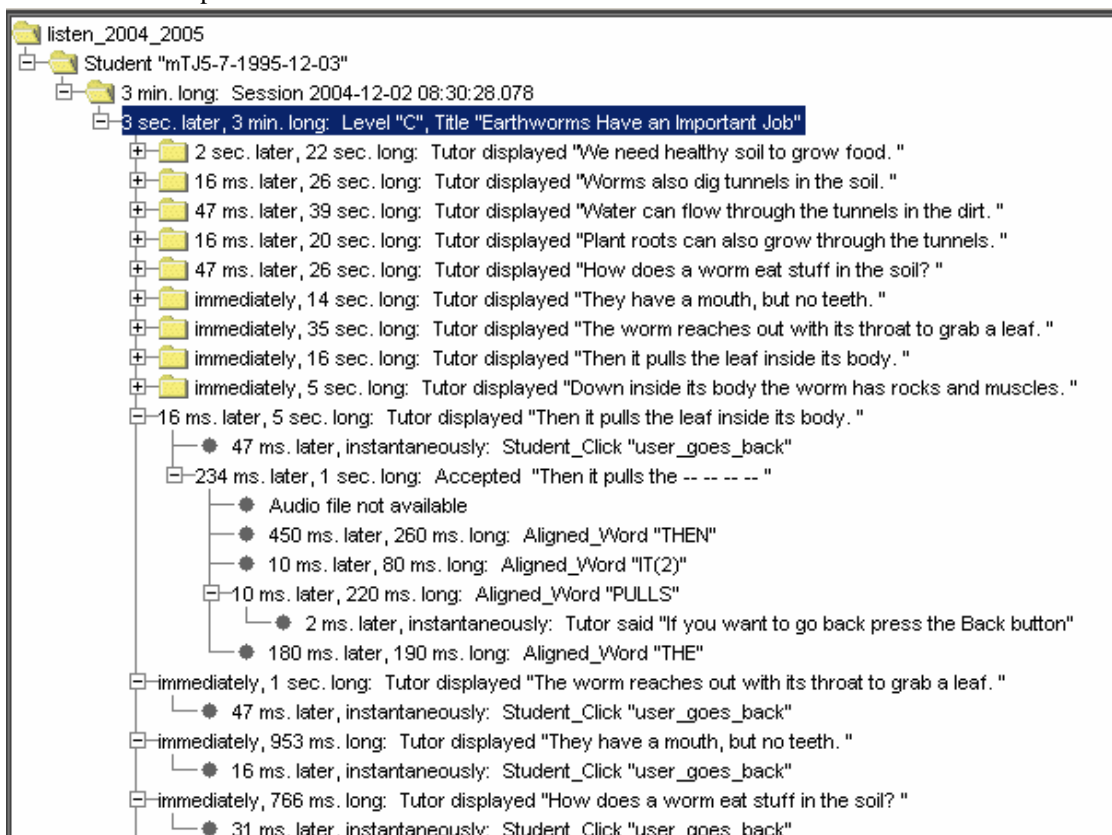 listen_2004_2005
Student "mTJ5-7-1995-12-03"
3 min. long: Session 2004-12-02 08:30:28.078
3 sec. later, 3 min. long: Level "C", Title "Earthworms Have an Important Job"
2 sec. later, 22 sec. long: Tutor displayed "We need healthy soil to grow food. "
16 ms. later, 26 sec. long: Tutor displayed "Worms also dig tunnels in the soil. "
47 ms. later, 39 sec. long: Tutor displayed "Water can flow through the tunnels in the dirt. "
16 ms. later, 20 sec. long: Tutor displayed "Plant roots can also grow through the tunnels. "
47 ms. later, 26 sec. long: Tutor displayed "How does a worm eat stuff in the soil? "
immediately, 14 sec. long: Tutor displayed "They have a mouth, but no teeth. "
immediately, 35 sec. long: Tutor displayed "The worm reaches out with its throat to grab a leaf. "
immediately, 16 sec. long: Tutor displayed "Then it pulls the leaf inside its body. "
immediately, 5 sec. long: Tutor displayed "Down inside its body the worm has rocks and muscles. "
16 ms. later, 5 sec. long: Tutor displayed "Then it pulls the leaf inside its body. "
47 ms. later, instantaneously: Student_Click "user_goes_back"
234 ms. later, 1 sec. long: Accepted "Then it pulls the -- -- -- -- "
Audio file not available
450 ms. later, 260 ms. long: Aligned_Word "THEN"
10 ms. later, 80 ms. long: Aligned_Word "IT(2)"
10 ms. later, 220 ms. long: Aligned_Word "PULLS"
2 ms. later, instantaneously: Tutor said "If you want to go back press the Back button"
180 ms. later, 190 ms. long: Aligned_Word "THE"
immediately, 1 sec. long: Tutor displayed "The worm reaches out with its throat to grab a leaf. "
47 ms. later, instantaneously: Student_Click "user_goes_back"
immediately, 953 ms. long: Tutor displayed "They have a mouth, but no teeth. "
16 ms. later, instantaneously: Student_Click "user_goes_back"
immediately, 766 ms. long: Tutor displayed "How does a worm eat stuff in the soil? "
31 ms. later, instantaneously: Student_Click "user_goes_back"